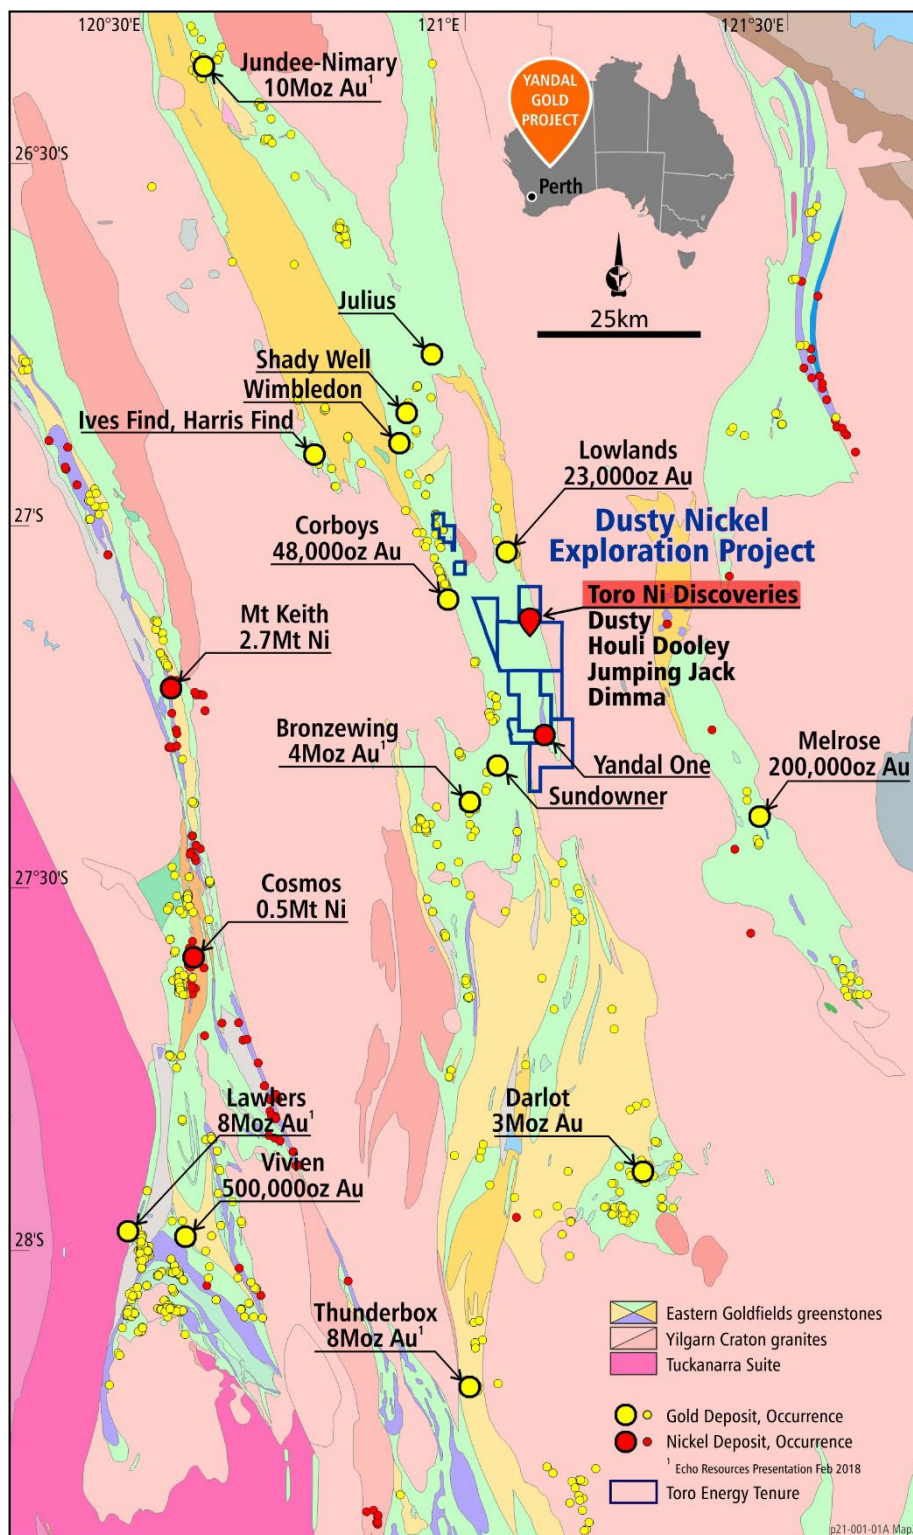 120°30'E
121°E
121°30'E
Jundee-Nimary
10Moz Au¹
YANDAL
GOLD
PROJECT
26°30'S
Perth
25km
Julius
Shady Well
Wimbledon
Ives Find, Harris Find
Lowlands
23,000oz Au
27°S
Corboys
48,000oz Au
Dusty Nickel
Exploration Project
Toro Ni Discoveries
Dusty
Houli Dooley
Jumping Jack
Dimma
Mt Keith
2.7Mt Ni
Bronzewing
4Moz Au¹
Yandal One
Sundowner
Melrose
200,000oz Au
27°30'S
Cosmos
0.5Mt Ni
Lawlers
8Moz Au¹
Vivien
500,000oz Au
Darlot
3Moz Au
28°S
Thunderbox
8Moz Au¹
Eastern Goldfields greenstones
Yilgarn Craton granites
Tuckanarra Suite
Gold Deposit, Occurrence
Nickel Deposit, Occurrence
¹ Echo Resources Presentation Feb 2018
Toro Energy Tenure
p21-001-01A Map